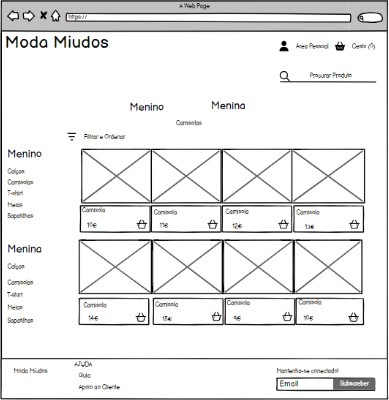 A Web Page
https://
Moda Miudos
Área Pessoal
Cesto (0)
Procurar Produto
Menino
Menina
Camisolas
Filtrar e Ordenar
Menino
Calças
Camisolas
T-shirt
Meias
Sapatilhas
Camisola
10€
Camisola
11€
Camisola
12€
Camisola
13€
Menina
Calças
Camisolas
T-shirt
Meias
Sapatilhas
Camisola
14€
Camisola
15€
Camisola
9€
Camisola
10€
Moda Miudos
AJUDA
Guia
Apoio ao Cliente
Mantenha-se conectado!
Email
Subscrever